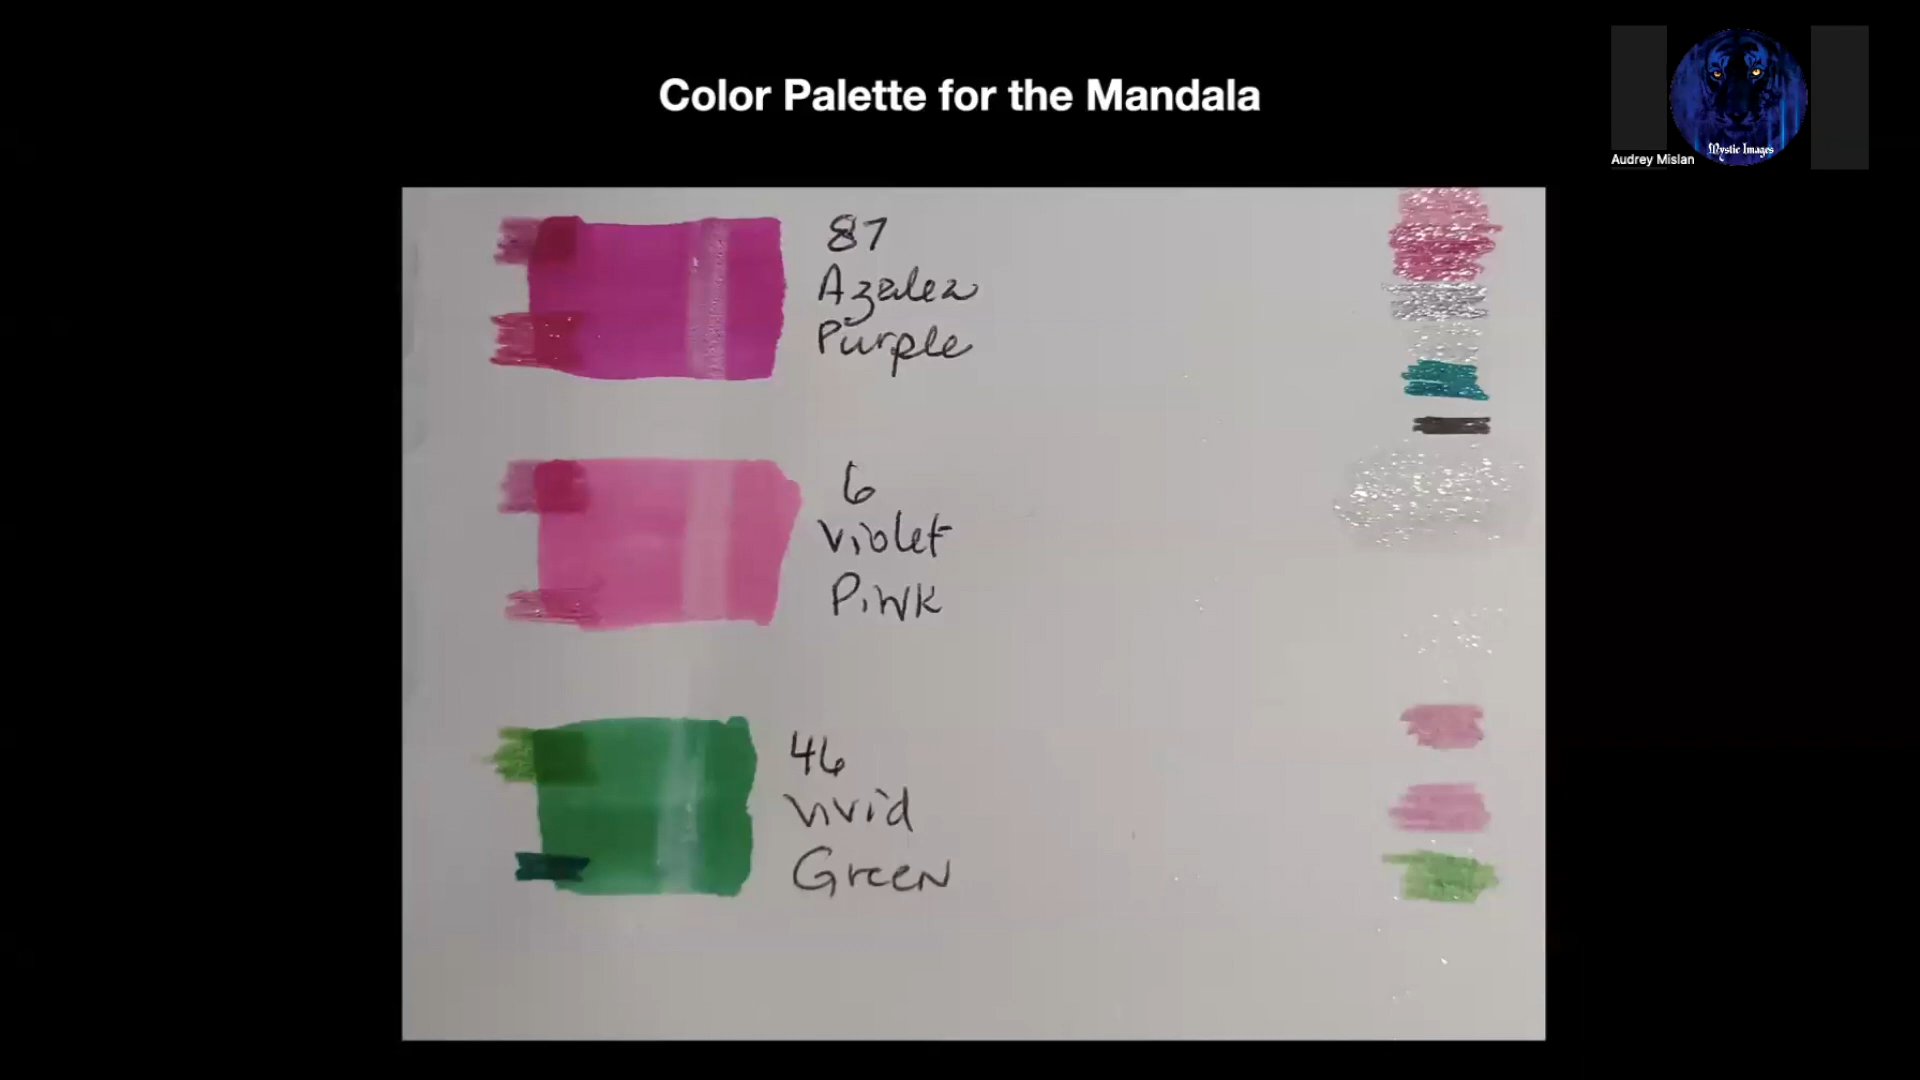 Color Palette for the Mandala
Mystic Images
Audrey Mislan
87
Azalea
Purple
6
Violet
Pink
46
Vivid
Green